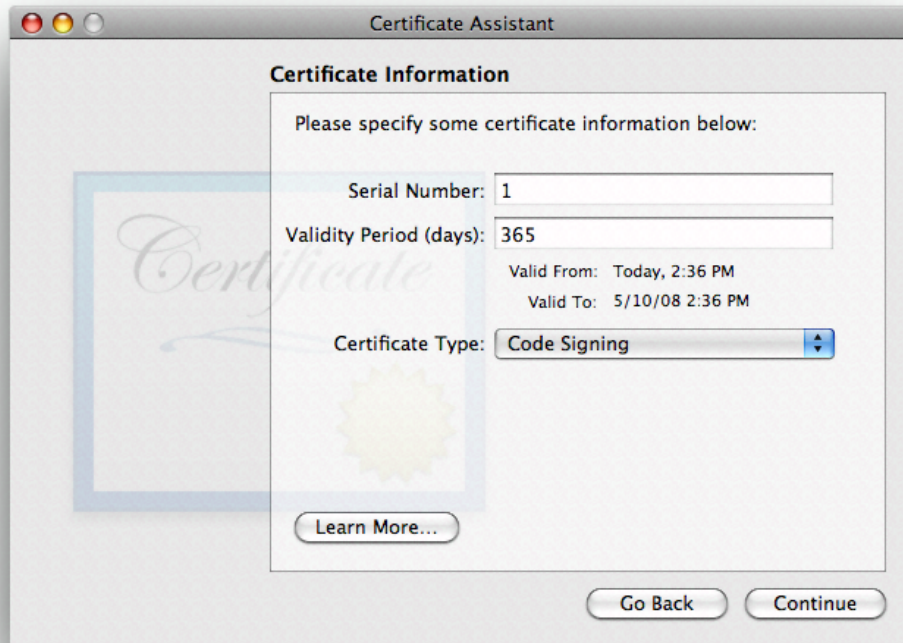 Certificate Assistant
Certificate Information
Please specify some certificate information below:
Serial Number: 1
Validity Period (days): 365
Valid From: Today, 2:36 PM
Valid To: 5/10/08 2:36 PM
Certificate Type: Code Signing
Certificate
Learn More...
Go Back Continue